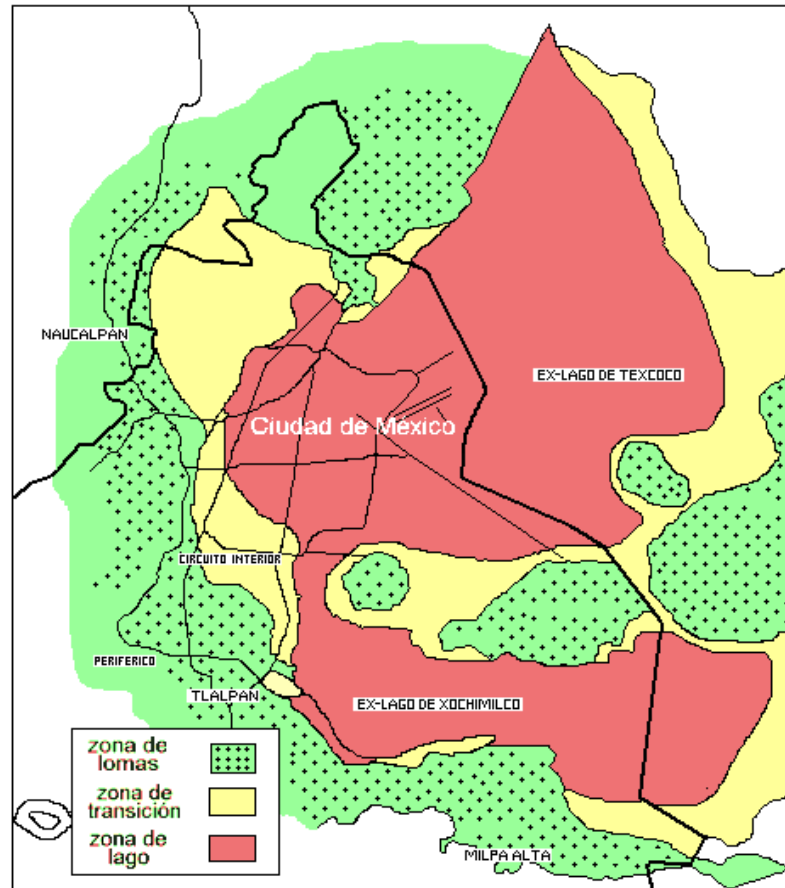 NAUCALPAN
EX-LAGO DE TEXCOCO
Ciudad de México
CIRCUITO INTERIOR
PERIFERICO
TLALPAN
EX-LAGO DE XOCHIMILCO
zona de
lomas
zona de
transición
zona de
lago
MILPA ALTA